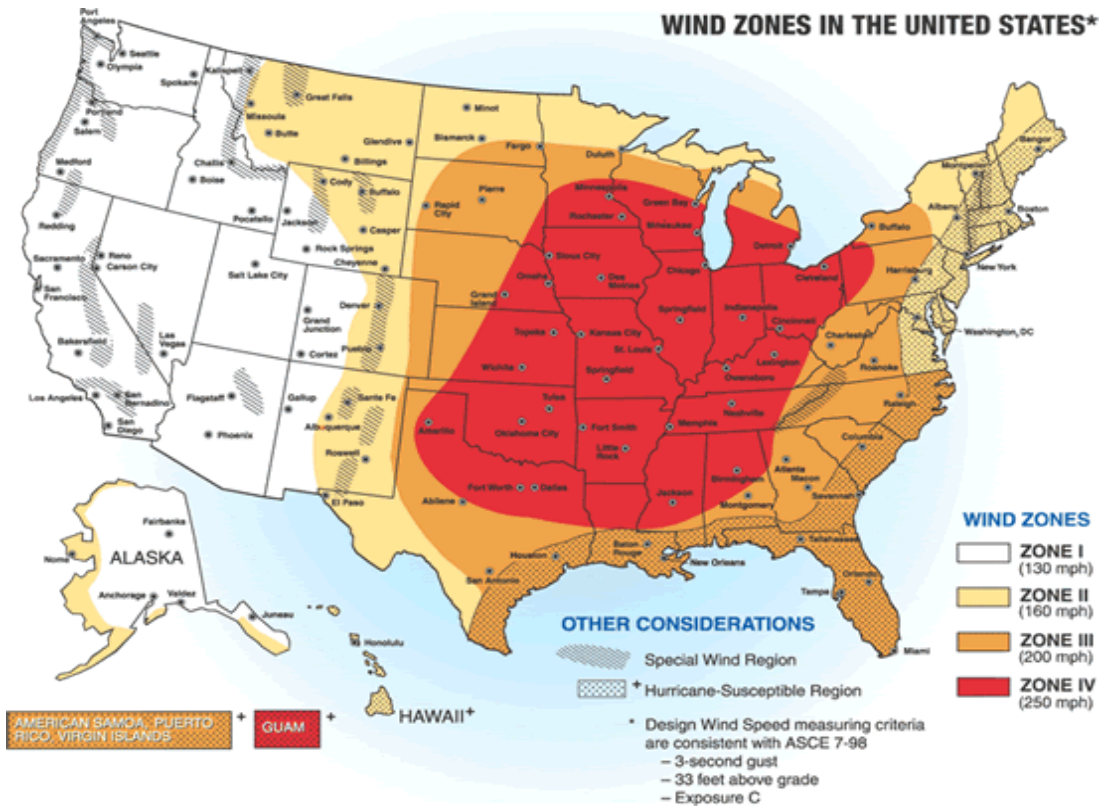 WIND ZONES IN THE UNITED STATES*
Port
Angeles
Seattle
Olympia
Spokane
Kalispell
Great Falls
Portland
Salem
Missoula
Butte
Glendive
Billings
Minot
Bismarck
Fargo
Duluth
Medford
Challis
Boise
Cody
Buffalo
Pierre
Rapid
City
Minneapolis
Rochester
Green Bay
Milwaukee
Montpelier
Bangor
Redding
Pocatello
Jackson
Casper
Rock Springs
Cheyenne
Sioux City
Des
Moines
Chicago
Detroit
Buffalo
Albany
Boston
Sacramento
Reno
Carson City
Salt Lake City
San
Francisco
Omaha
Grand
Island
Cleveland
Harrisburg
New York
Denver
Grand
Junction
Pueblo
Cortez
Topeka
Kansas City
Springfield
Indianapolis
Cincinnati
Charleston
Washington, DC
Bakersfield
Las
Vegas
Wichita
St. Louis
Springfield
Owensboro
Lexington
Roanoke
Los Angeles
San
Bernadino
San
Diego
Flagstaff
Gallup
Sante Fe
Albuquerque
Amarillo
Tulsa
Oklahoma City
Fort Smith
Little
Rock
Memphis
Nashville
Raleigh
Columbia
Phoenix
Roswell
El Paso
Abilene
Fort Worth
Dallas
Jackson
Birmingham
Montgomery
Atlanta
Macon
Savannah
Houston
San Antonio
Baton
Rouge
New Orleans
Tallahassee
Orlando
Tampa
Miami
ALASKA
Fairbanks
Nome
Anchorage
Valdez
Juneau
Honolulu
HAWAII+
AMERICAN SAMOA, PUERTO
RICO, VIRGIN ISLANDS
+
GUAM
+
OTHER CONSIDERATIONS
Special Wind Region
+ Hurricane-Susceptible Region
* Design Wind Speed measuring criteria
are consistent with ASCE 7-98
– 3-second gust
– 33 feet above grade
– Exposure C
WIND ZONES
ZONE I
(130 mph)
ZONE II
(160 mph)
ZONE III
(200 mph)
ZONE IV
(250 mph)